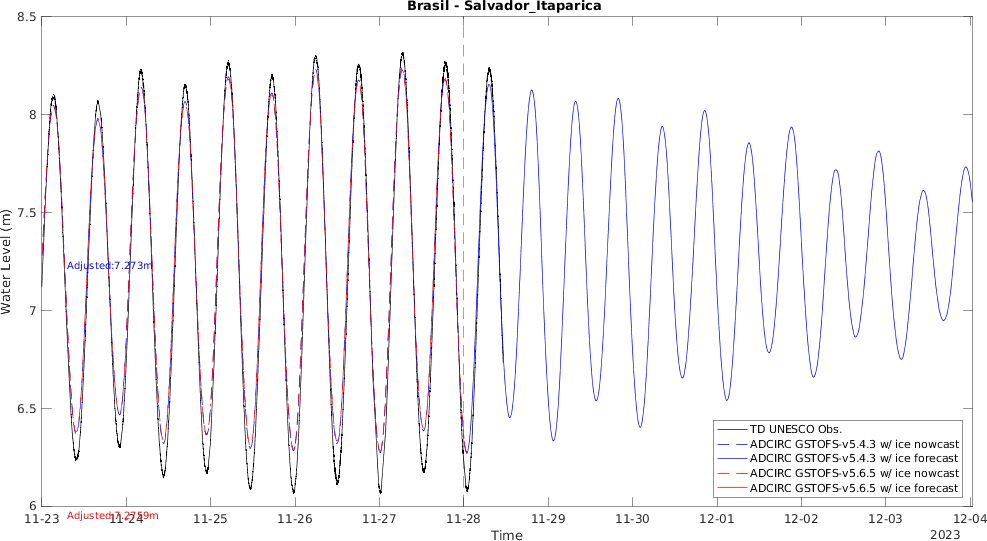 Brasil - Salvador_Itaparica
8.5
8
7.5
7
6.5
6
Water Level (m)
Adjusted:7.273m
Adjusted:7.2759m
TD UNESCO Obs.
ADCIRC GSTOFS-v5.4.3 w/ ice nowcast
ADCIRC GSTOFS-v5.4.3 w/ ice forecast
ADCIRC GSTOFS-v5.6.5 w/ ice nowcast
ADCIRC GSTOFS-v5.6.5 w/ ice forecast
11-23 11-24 11-25 11-26 11-27 11-28 11-29 11-30 12-01 12-02 12-03 12-04
Time
2023